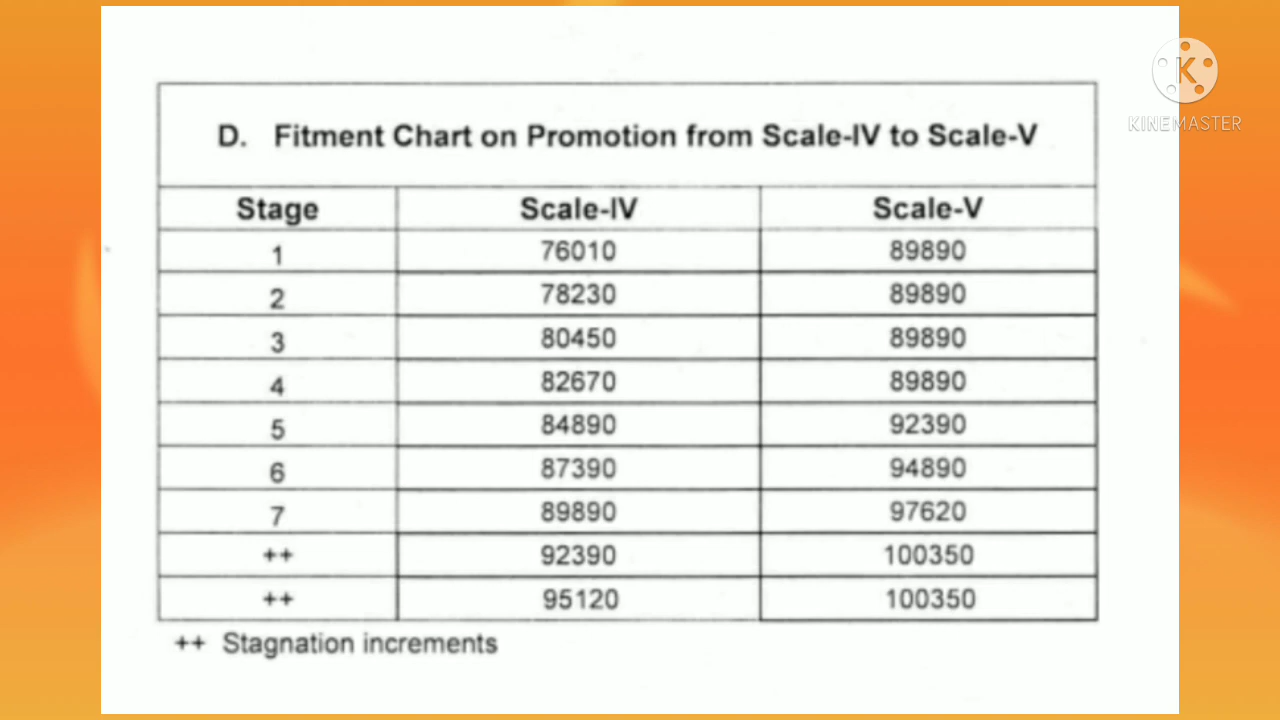 D. Fitment Chart on Promotion from Scale-IV to Scale-V
Stage Scale-IV Scale-V
1 76010 89890
2 78230 89890
3 80450 89890
4 82670 89890
5 84890 92390
6 87390 94890
7 89890 97620
++ 92390 100350
++ 95120 100350
++ Stagnation increments
K
KINEMASTER